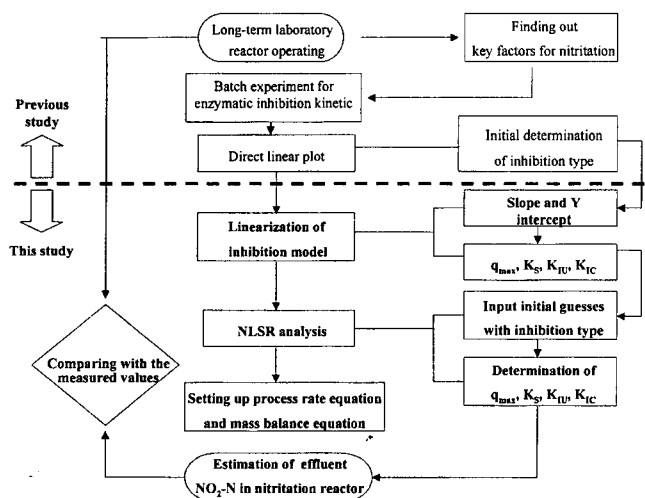 Long-term laboratory
reactor operating
Finding out
key factors for nitritation
Batch experiment for
enzymatic inhibition kinetic
Previous
study
Direct linear plot
Initial determination
of inhibition type
This study
Linearization of
inhibition model
Slope and Y
intercept
qmax, KS, KIU, KIC
NLSR analysis
Input initial guesses
with inhibition type
Comparing with the
measured values
Determination of
qmax, KS, KIU, KIC
Setting up process rate equation
and mass balance equation
Estimation of effluent
NO2-N in nitritation reactor